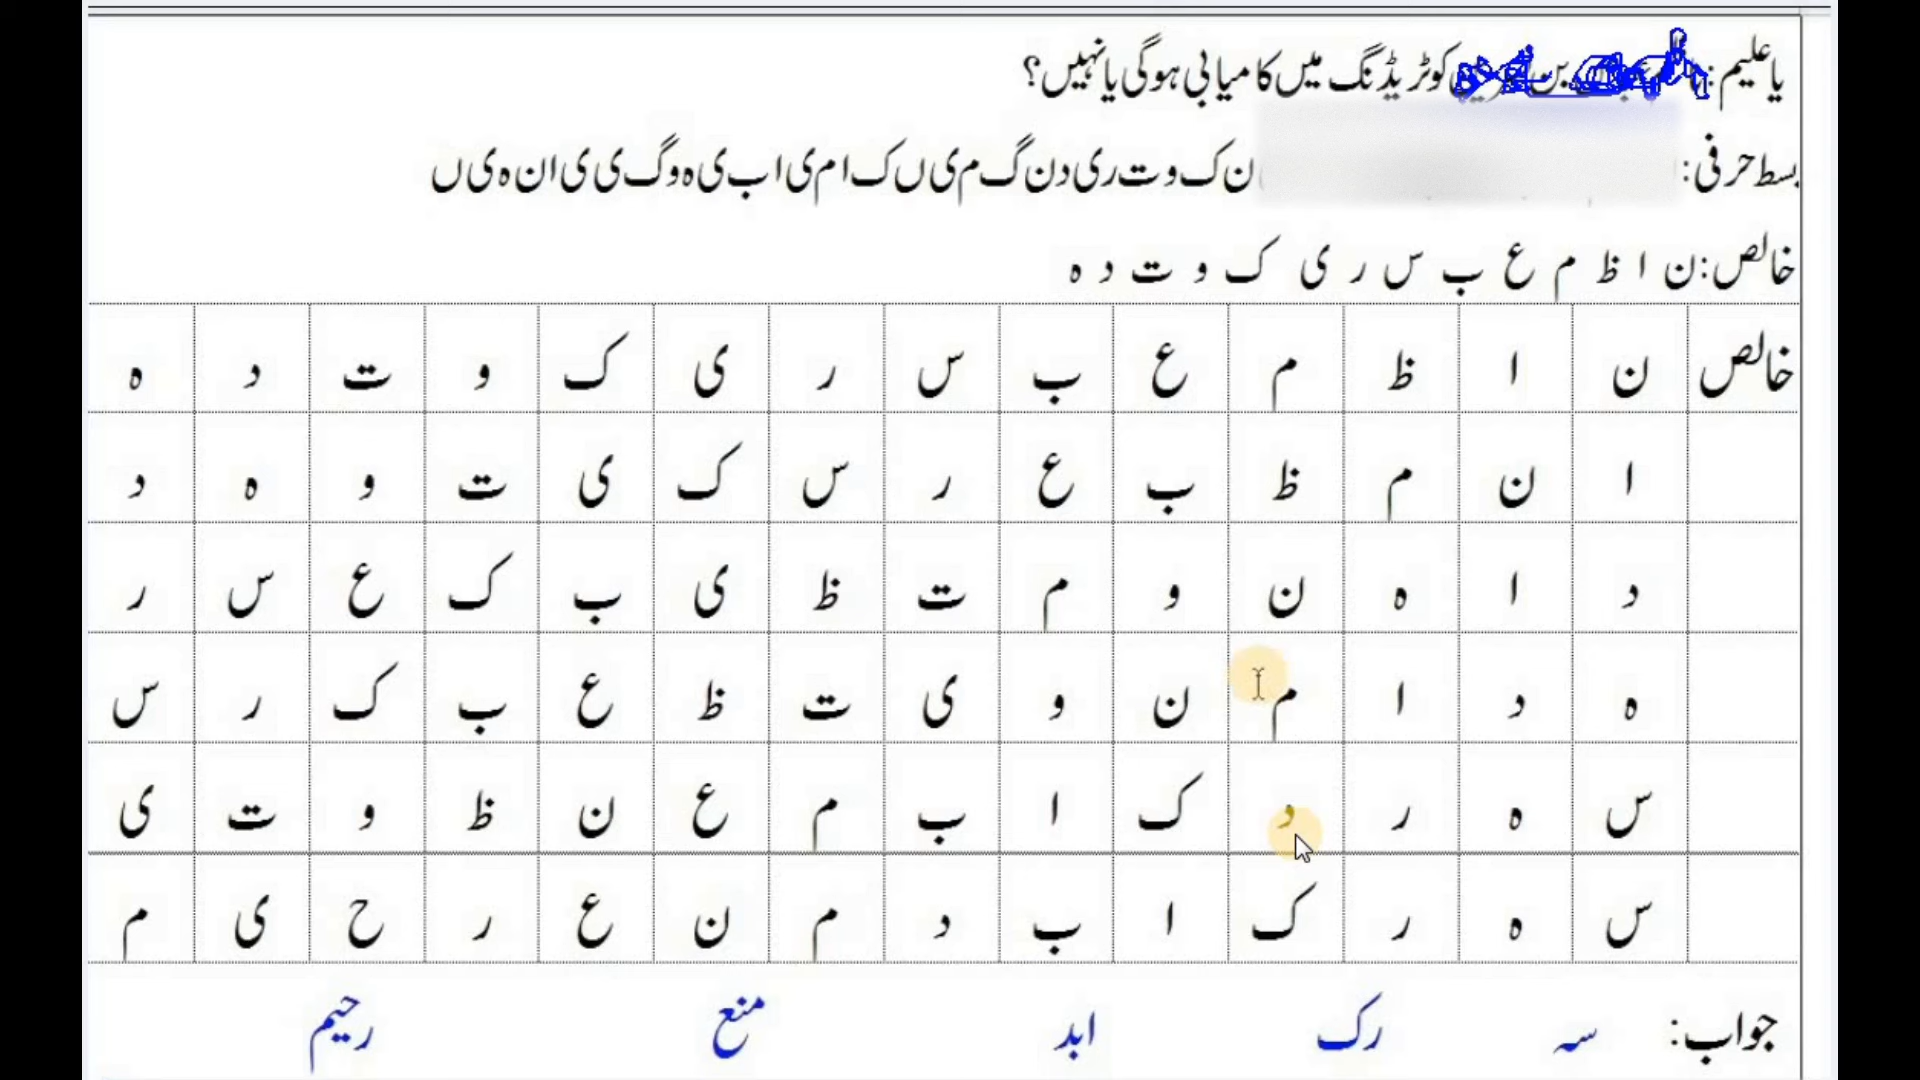 یا علیم: بن کو ٹریڈنگ میں کامیابی ہوگی یا نہیں؟
بسط حرفی: ن ک و ت ر ی د ن گ م ی ں ک ا م ی ا ب ی ہ و گ ی ی ا ن ہ ی ں
خالص: ن ا ظ م ع ب س ر ی ک و ت د ہ
خالص ن ا ظ م ع ب س ر ی ک و ت د ہ
ا ن م ظ ب ع ر س ک ی ت و ہ د
د ا ہ ن و م ت ظ ی ب ک ع س ر
ہ د ا م ن و ی ت ظ ع ب ک ر س
س ہ ر د ک ا ب م ع ن ظ و ت ی
س ہ ر ک ا ب د م ن ع ر ح ی م
جواب: سہ رک ابد منع رحیم